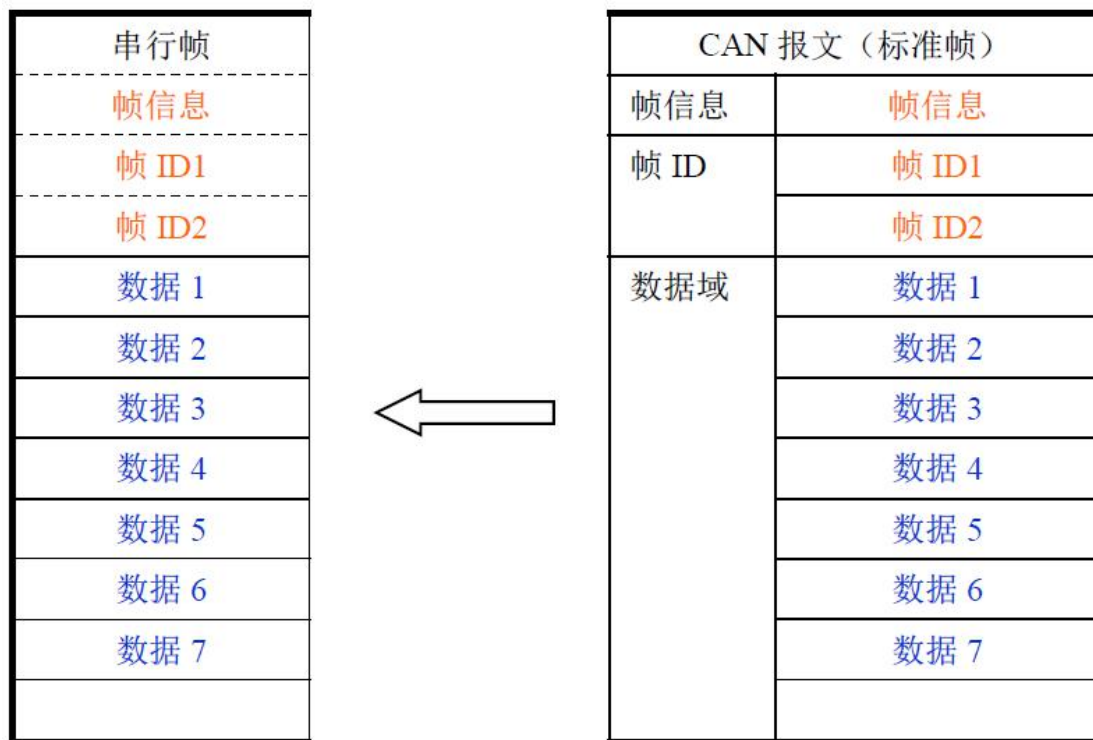 串行帧
帧信息
帧 ID1
帧 ID2
数据 1
数据 2
数据 3
数据 4
数据 5
数据 6
数据 7
CAN 报文（标准帧）
帧信息 帧信息
帧 ID 帧 ID1
帧 ID2
数据域 数据 1
数据 2
数据 3
数据 4
数据 5
数据 6
数据 7